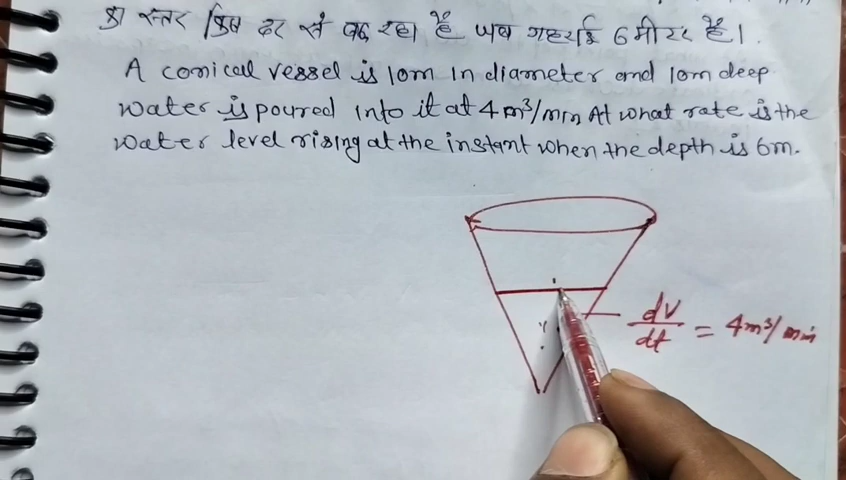 का स्तर किस दर से बढ़ रहा है जब गहराई 6 मीटर है।
A conical vessel is 10m in diameter and 10m deep
water is poured into it at 4 m³/min At what rate is the
water level rising at the instant when the depth is 6m.
dV/dt = 4m³/min